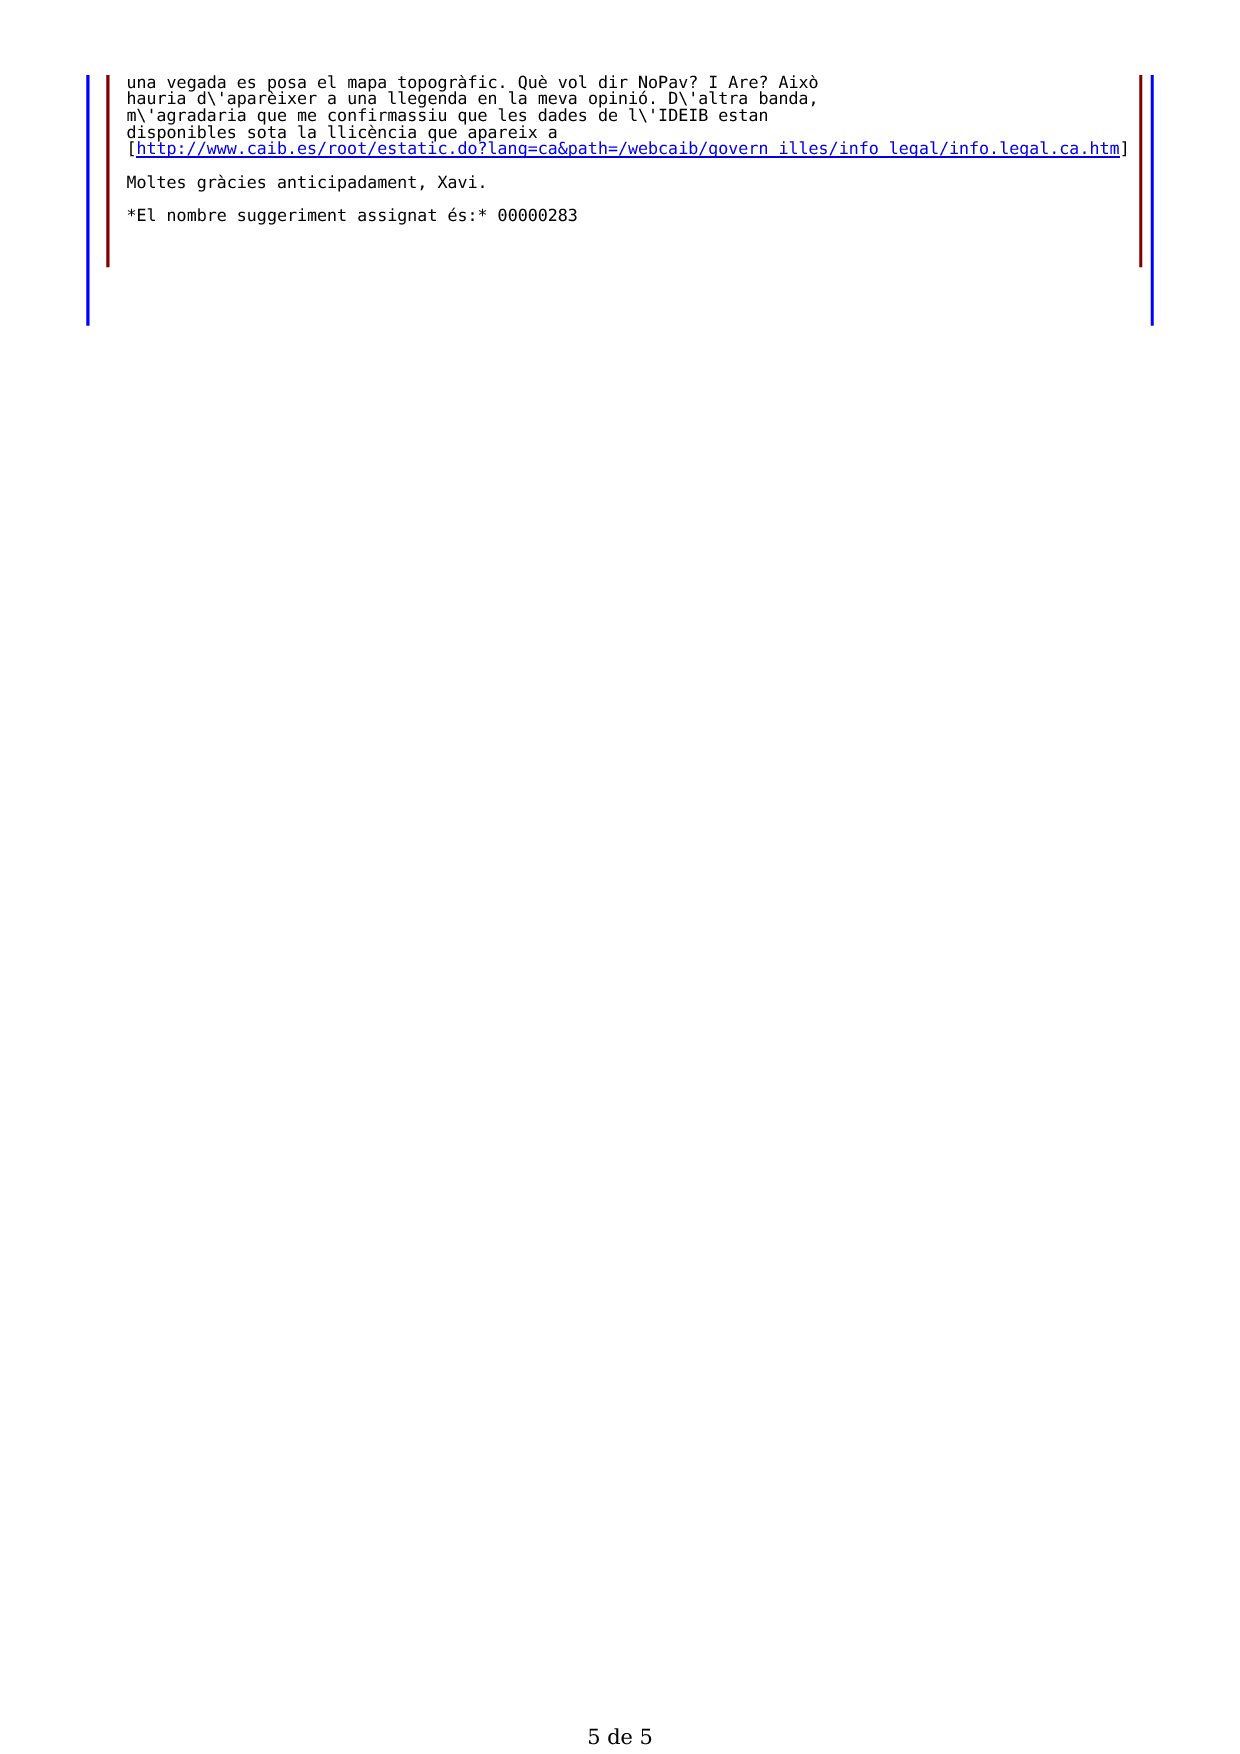 una vegada es posa el mapa topogràfic. Què vol dir NoPav? I Are? Això
hauria d\'aparèixer a una llegenda en la meva opinió. D\'altra banda,
m\'agradaria que me confirmassiu que les dades de l\'IDEIB estan
disponibles sota la llicència que apareix a
[http://www.caib.es/root/estatic.do?lang=ca&path=/webcaib/govern_illes/info_legal/info.legal.ca.htm]
Moltes gràcies anticipadament, Xavi.
*El nombre suggeriment assignat és:* 00000283
5 de 5